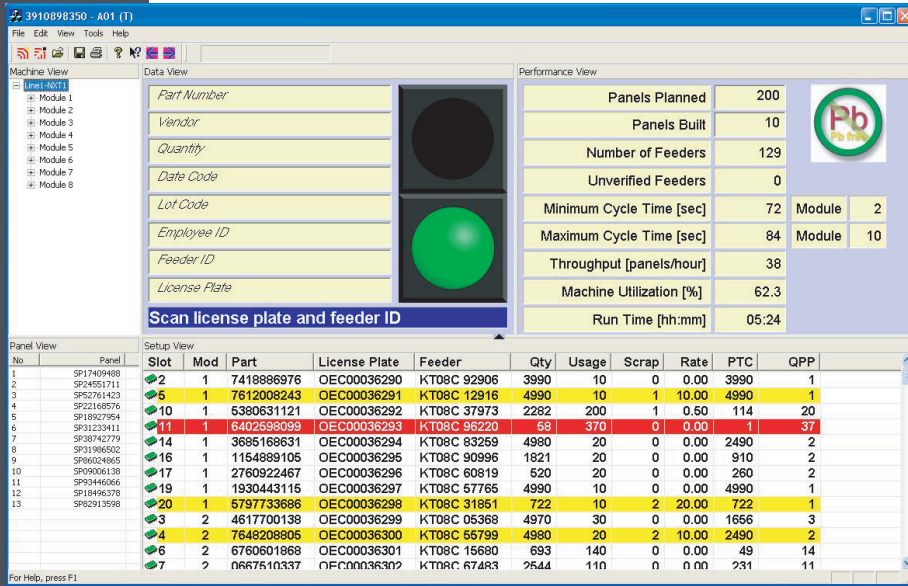 3910898350 - A01 (T)
File Edit View Tools Help
Machine View
Line1-NXT1
Module 1
Module 2
Module 3
Module 4
Module 5
Module 6
Module 7
Module 8
Data View
Part Number
Vendor
Quantity
Date Code
Lot Code
Employee ID
Feeder ID
License Plate
Scan license plate and feeder ID
Performance View
Panels Planned 200
Panels Built 10
Number of Feeders 129
Unverified Feeders 0
Minimum Cycle Time [sec] 72 Module 2
Maximum Cycle Time [sec] 84 Module 10
Throughput [panels/hour] 38
Machine Utilization [%] 62.3
Run Time [hh:mm] 05:24
Pb
Pb free
Panel View
No Panel
1 SP17409488
2 SP24551711
3 SP52761423
4 SP22168576
5 SP18927954
6 SP31233411
7 SP38742779
8 SP31986502
9 SP86024865
10 SP09006138
11 SP93446066
12 SP18496378
13 SP82913598
Setup View
Slot Mod Part License Plate Feeder Qty Usage Scrap Rate PTC QPP
2 1 7418886976 OEC00036290 KT08C 92906 3990 10 0 0.00 3990 1
5 1 7612008243 OEC00036291 KT08C 12916 4990 10 1 10.00 4990 1
10 1 5380631121 OEC00036292 KT08C 37973 2282 200 1 0.50 114 20
11 1 6402598099 OEC00036293 KT08C 96220 58 370 0 0.00 1 37
14 1 3685168631 OEC00036294 KT08C 83259 4980 20 0 0.00 2490 2
16 1 1154889105 OEC00036295 KT08C 90996 1821 20 0 0.00 910 2
17 1 2760922467 OEC00036296 KT08C 60819 520 20 0 0.00 260 2
19 1 1930443115 OEC00036297 KT08C 57765 4990 10 0 0.00 4990 1
20 1 5797733686 OEC00036298 KT08C 31851 722 10 2 20.00 722 1
3 2 4617700138 OEC00036299 KT08C 05368 4970 30 0 0.00 1656 3
4 2 7648208805 OEC00036300 KT08C 55799 4980 20 2 10.00 2490 2
6 2 6760601868 OEC00036301 KT08C 15680 693 140 0 0.00 49 14
7 2 0667510337 OEC00036302 KT08C 67483 2544 110 0 0.00 231 11
For Help, press F1